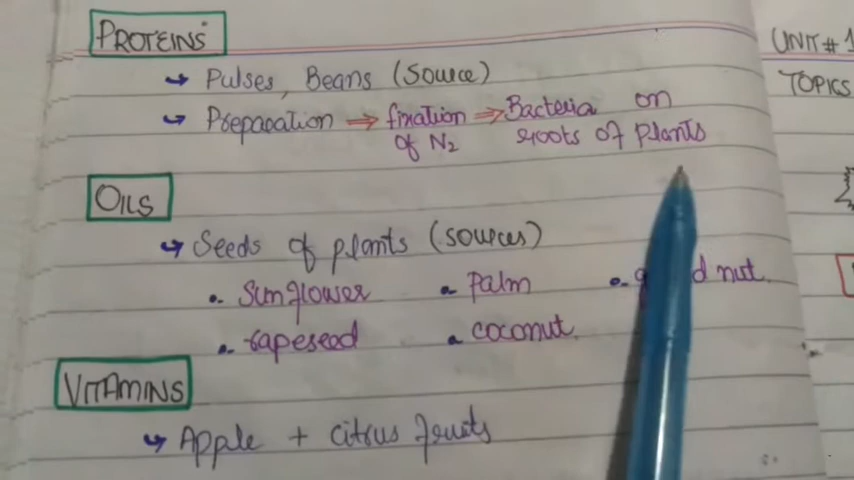 PROTEINS
→ Pulses, Beans (Source)
→ Preparation ⇒ fixation of N2 ⇒ Bacteria on roots of plants
OILS
→ Seeds of plants (sources)
• Sunflower • Palm • nut
• rapeseed • coconut
VITAMINS
→ Apple + citrus fruits
UNIT # 1
TOPICS